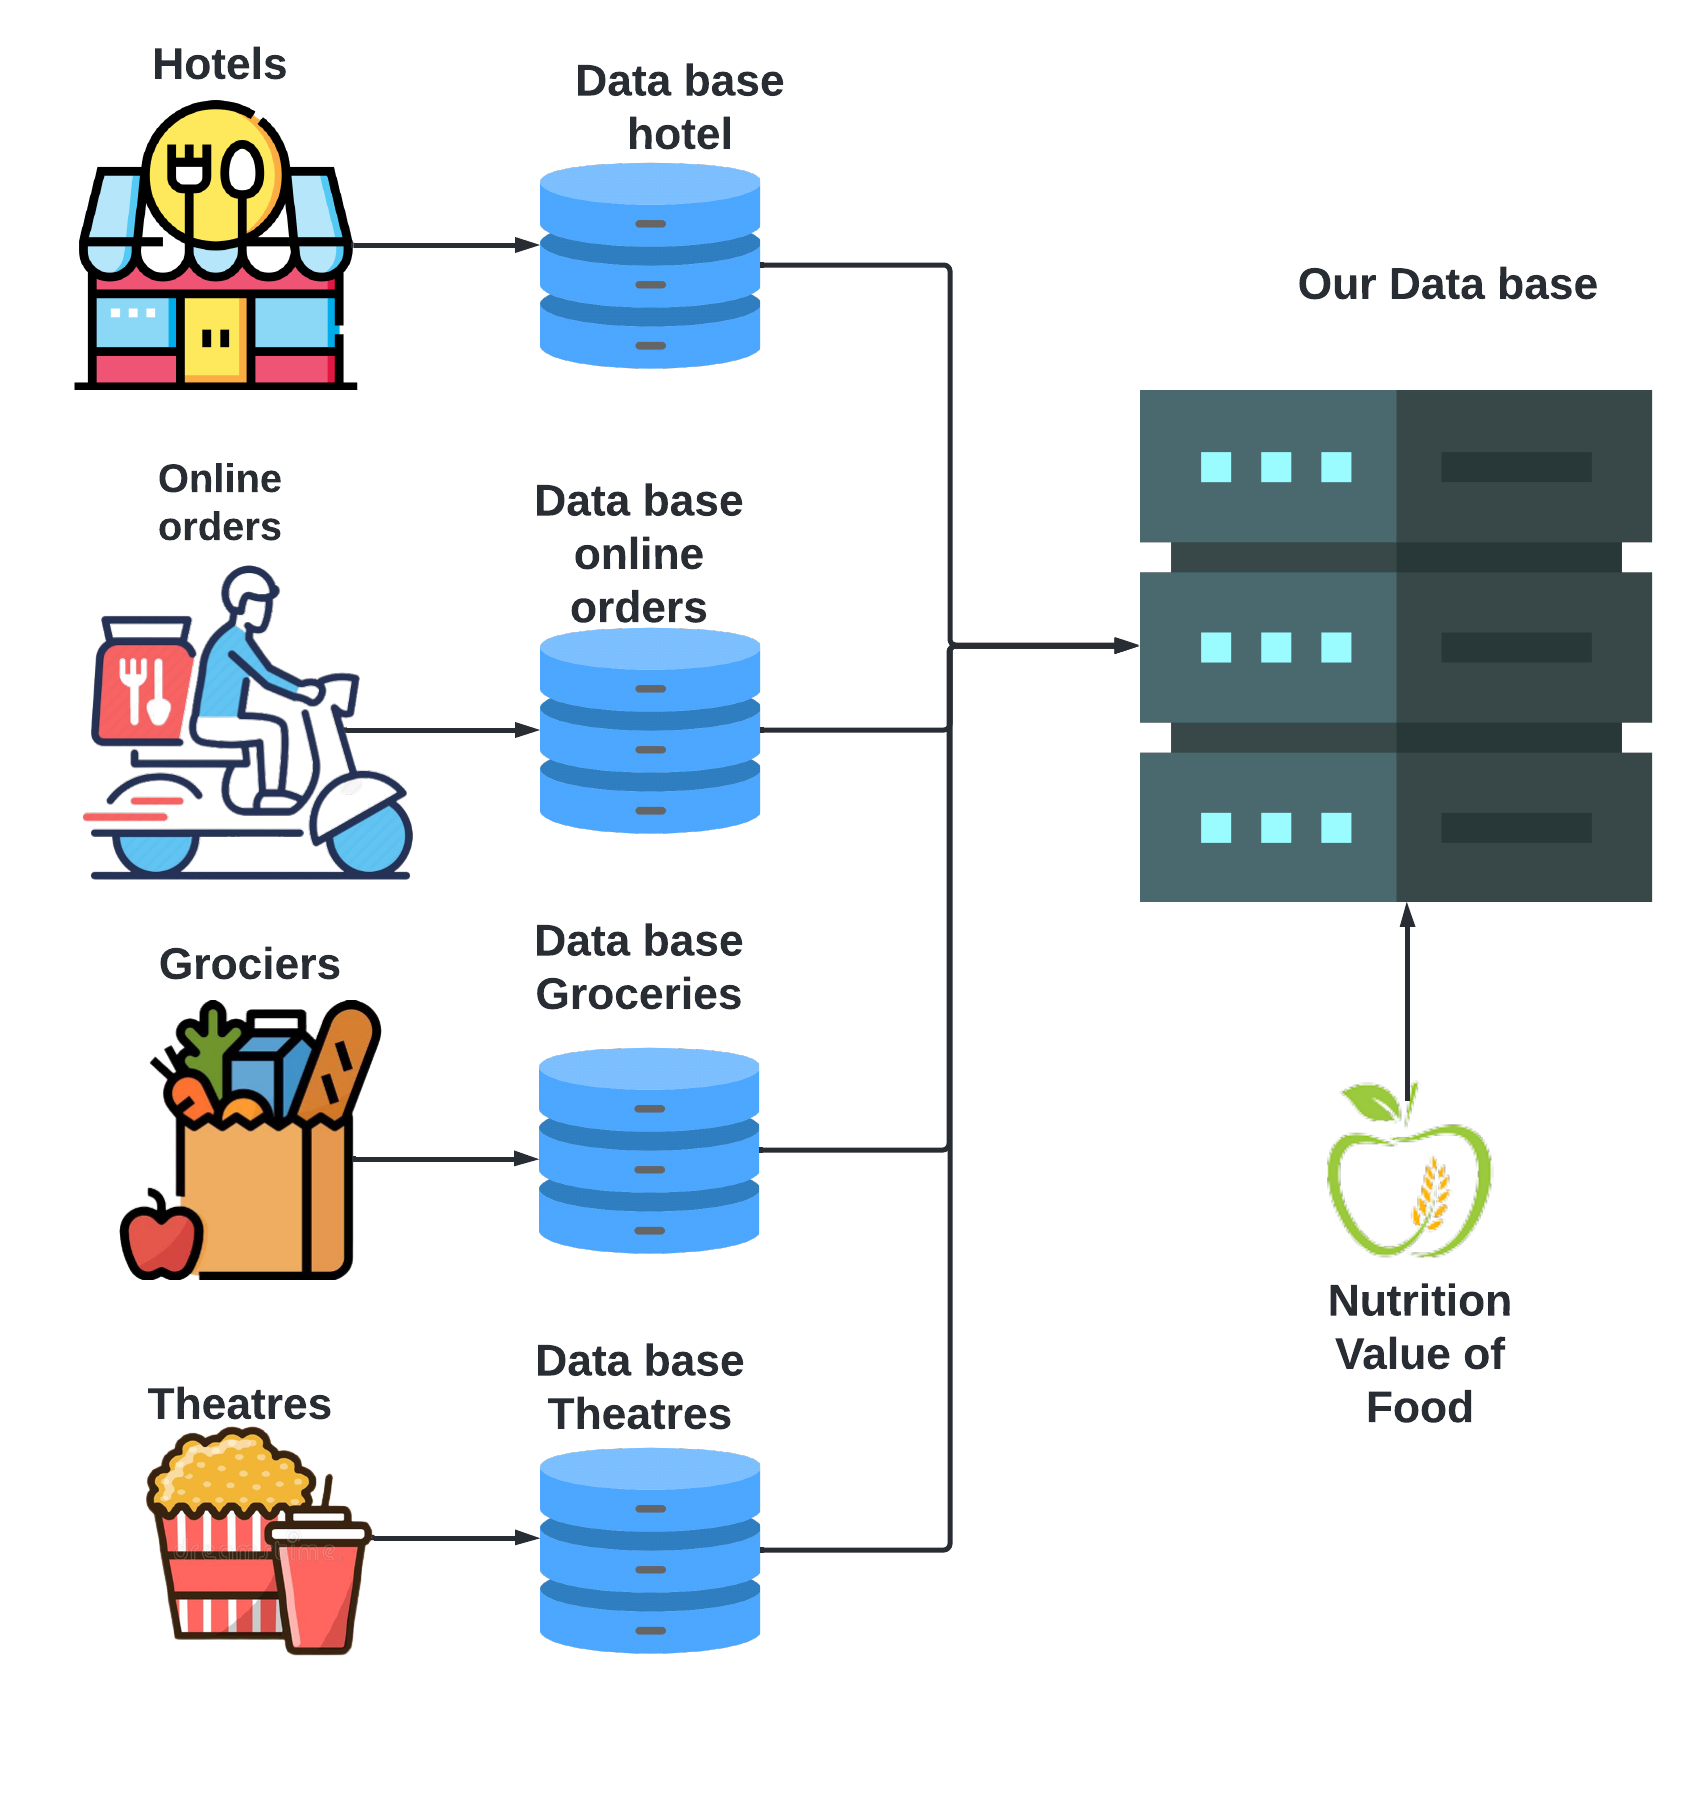 Hotels
Data base
hotel
Our Data base
Online
orders
Data base
online
orders
Grociers
Data base
Groceries
Nutrition
Value of
Food
Theatres
Data base
Theatres
dreamstime